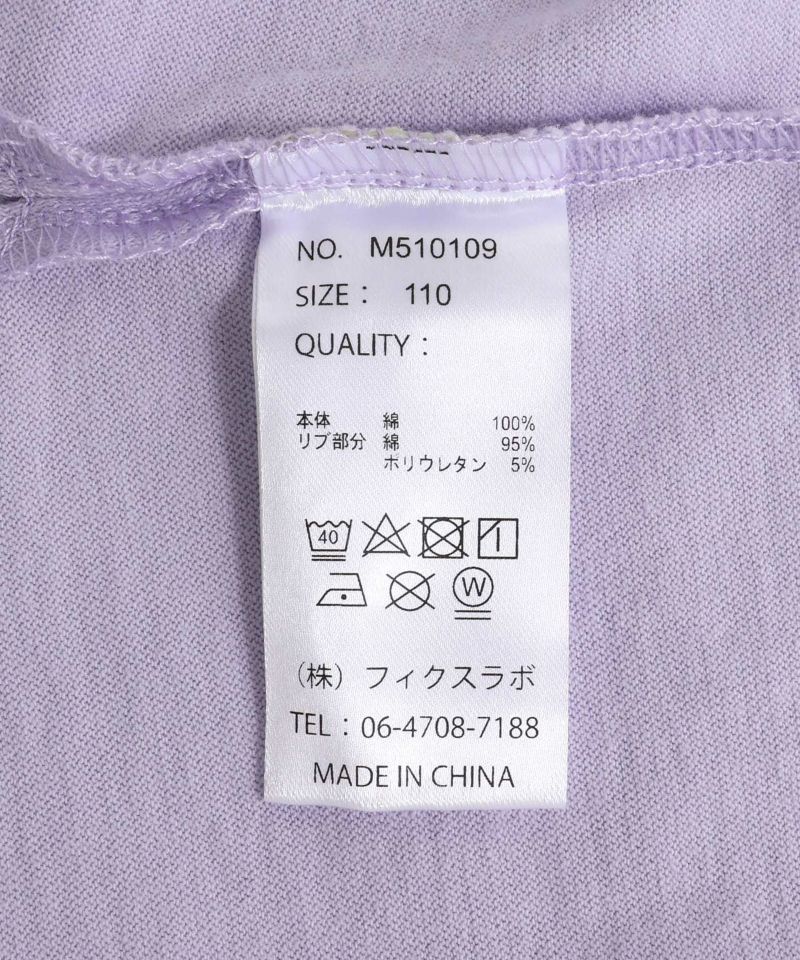 NO. M510109
SIZE : 110
QUALITY :
本体 綿 100%
リブ部分 綿 95%
ポリウレタン 5%
40
W
(株) フィクスラボ
TEL : 06-4708-7188
MADE IN CHINA